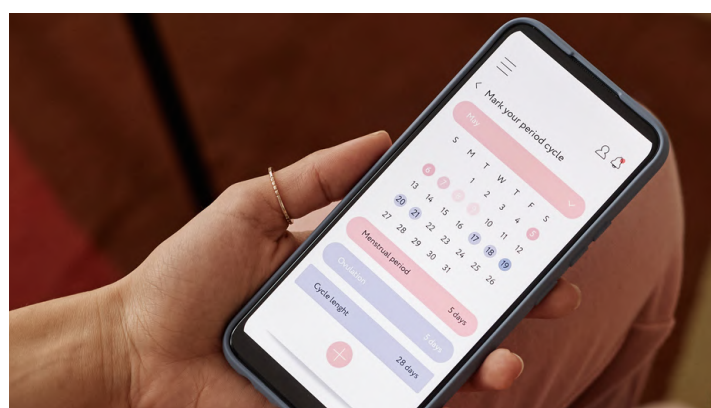 Mark your period cycle
May
S M T W T F S
1 2 3 4 5
6 7 8 9 10 11 12
13 14 15 16 17 18 19
20 21 22 23 24 25 26
27 28 29 30 31
Menstrual period 5 days
Ovulation 5 days
Cycle lenght 28 days